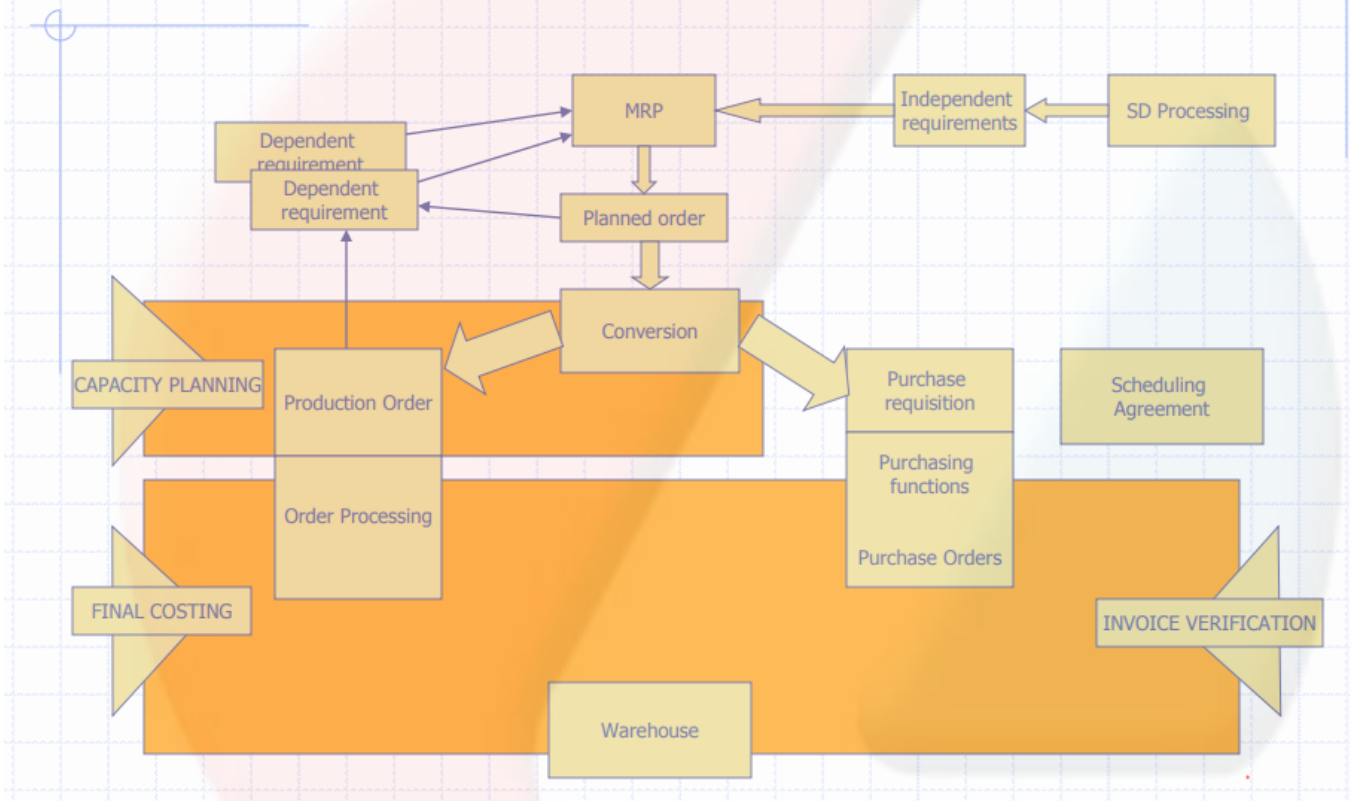 MRP
Independent
requirements
SD Processing
Dependent
requirement
Dependent
requirement
Planned order
Conversion
CAPACITY PLANNING
Production Order
Purchase
requisition
Scheduling
Agreement
Purchasing
functions
Order Processing
Purchase Orders
FINAL COSTING
INVOICE VERIFICATION
Warehouse